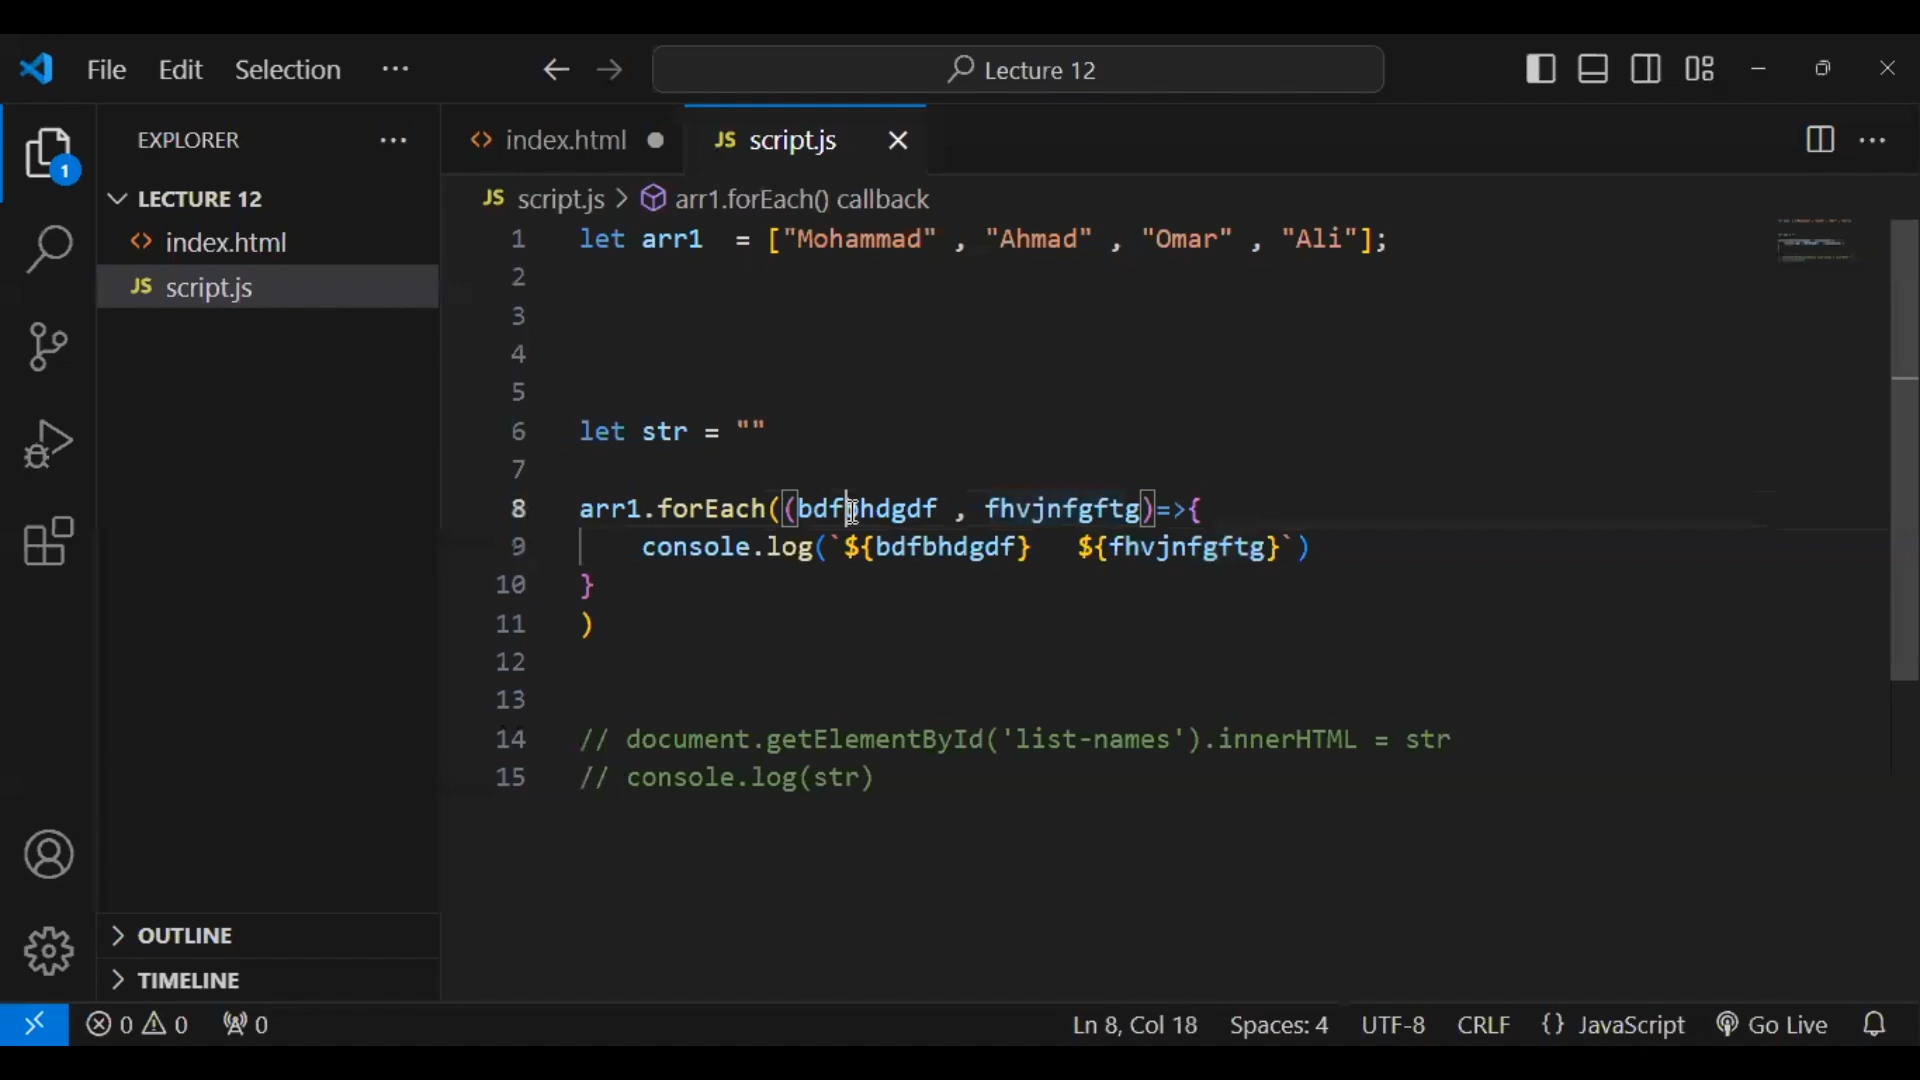 File Edit Selection ··· Lecture 12
EXPLORER ···
index.html
JS script.js
1
LECTURE 12
index.html
JS script.js
JS script.js > arr1.forEach() callback
1 let arr1  = ["Mohammad" , "Ahmad" , "Omar" , "Ali"];
2
3
4
5
6 let str = ""
7
8 arr1.forEach((bdfbhdgdf , fhvjnfgftg)=>{
9     console.log(`${bdfbhdgdf}   ${fhvjnfgftg}`)
10 }
11 )
12
13
14 // document.getElementById('list-names').innerHTML = str
15 // console.log(str)
OUTLINE
TIMELINE
0 0 0 Ln 8, Col 18 Spaces: 4 UTF-8 CRLF {} JavaScript Go Live